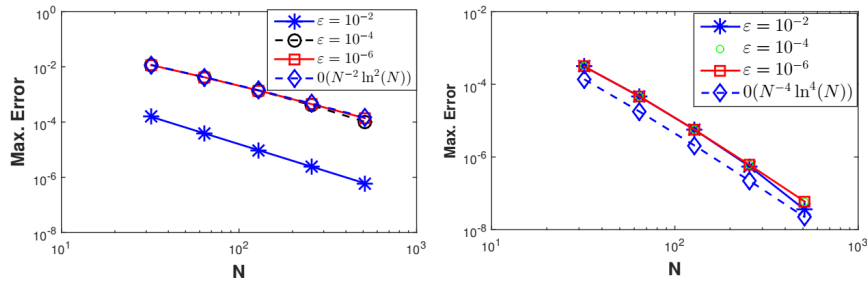 10^0
10^-2
10^-4
10^-6
10^-8
10^1
10^2
10^3
Max. Error
N
ε = 10^-2
ε = 10^-4
ε = 10^-6
0(N^-2 ln^2(N))
10^-2
10^-4
10^-6
10^-8
10^1
10^2
10^3
Max. Error
N
ε = 10^-2
ε = 10^-4
ε = 10^-6
0(N^-4 ln^4(N))